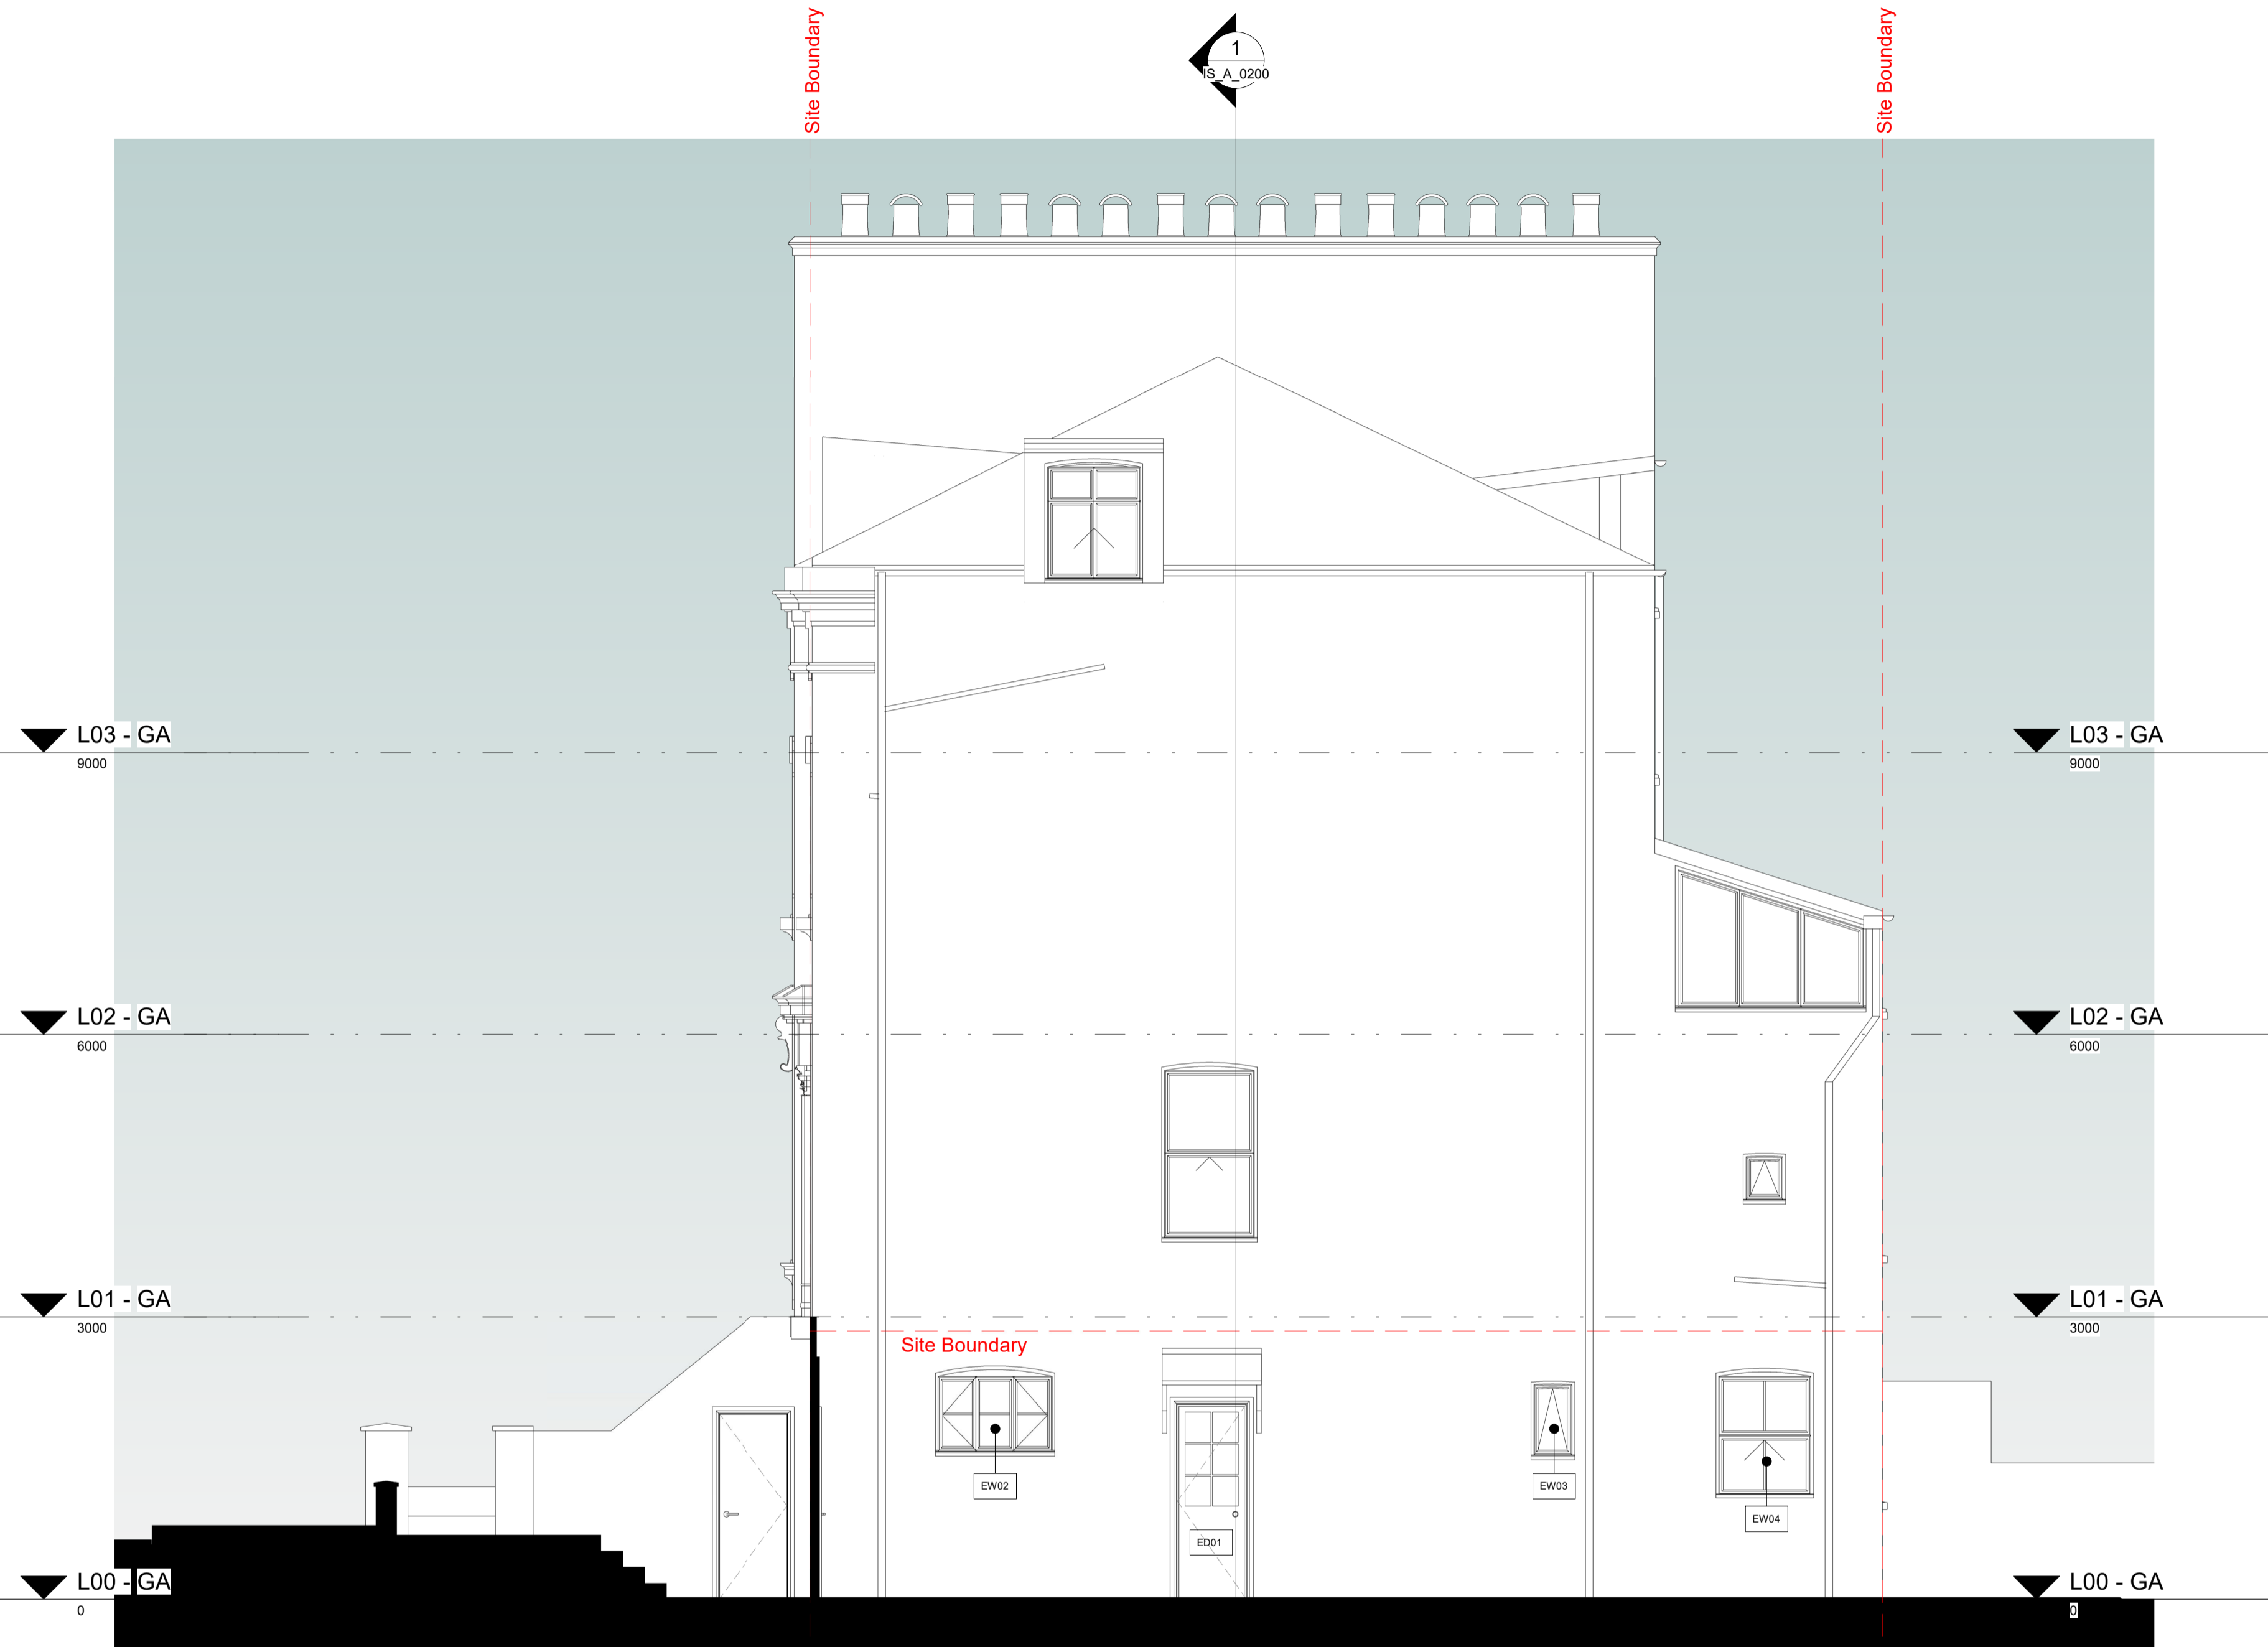 Site Boundary
Site Boundary
1
IS_A_0200
L03 - GA
9000
L03 - GA
9000
L02 - GA
6000
L02 - GA
6000
L01 - GA
3000
L01 - GA
3000
Site Boundary
EW02
EW03
EW04
ED01
L00 - GA
0
L00 - GA
0